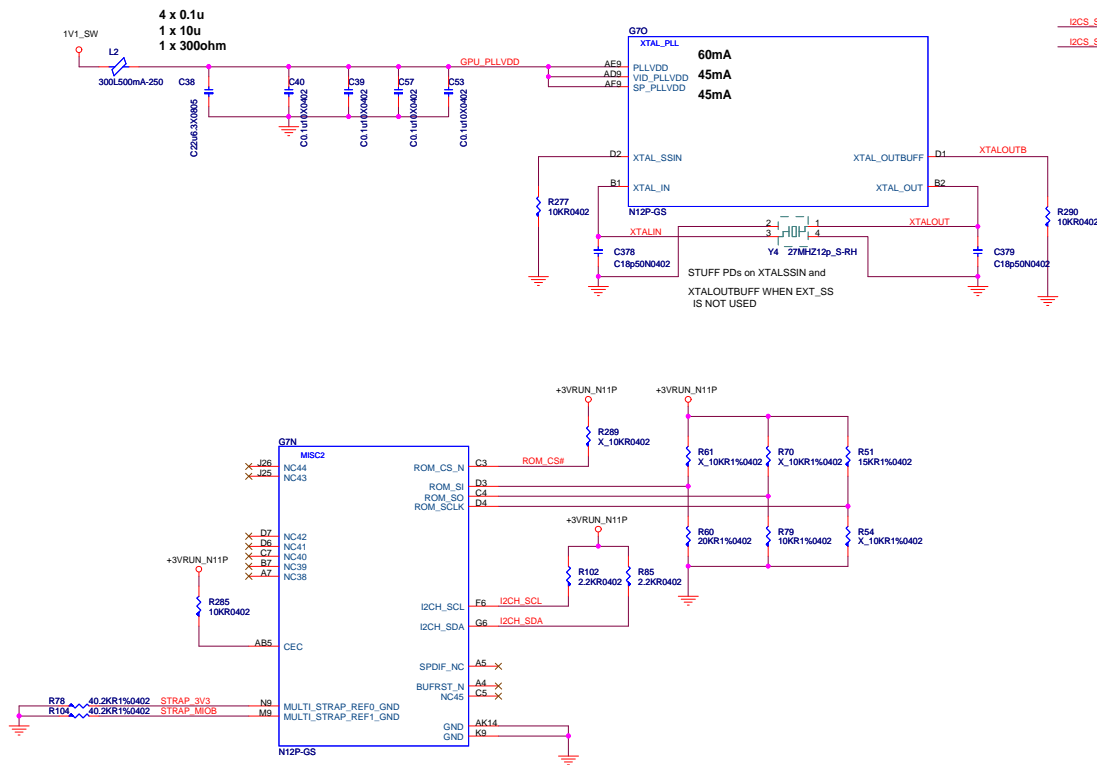 4 x 0.1u
1 x 10u
1 x 300ohm
1V1_SW
L2
300L500mA-250
C38
C22u6.3X0805
C40
C0.1u10X0402
C39
C0.1u10X0402
C57
C0.1u10X0402
C53
C0.1u10X0402
GPU_PLLVDD
G7O
XTAL_PLL
60mA
45mA
45mA
AE9
AD9
AF9
PLLVDD
VID_PLLVDD
SP_PLLVDD
D2
XTAL_SSIN
XTAL_OUTBUFF
D1
XTALOUTB
B1
XTAL_IN
XTAL_OUT
B2
N12P-GS
R277
10KR0402
R290
10KR0402
XTALIN
2
3
1
4
XTALOUT
Y4
27MHZ12p_S-RH
C378
C18p50N0402
C379
C18p50N0402
STUFF PDs on XTALSSIN and
XTALOUTBUFF WHEN EXT_SS
IS NOT USED
I2CS_S
I2CS_S
+3VRUN_N11P
+3VRUN_N11P
R289
X_10KR0402
G7N
MISC2
J26
NC44
J25
NC43
D7
NC42
D6
NC41
C7
NC40
B7
NC39
A7
NC38
ROM_CS_N
C3
ROM_CS#
ROM_SI
D3
ROM_SO
C4
ROM_SCLK
D4
R61
X_10KR1%0402
R70
X_10KR1%0402
R51
15KR1%0402
R60
20KR1%0402
R79
10KR1%0402
R54
X_10KR1%0402
+3VRUN_N11P
R102
2.2KR0402
R85
2.2KR0402
+3VRUN_N11P
R285
10KR0402
I2CH_SCL
F6
I2CH_SCL
I2CH_SDA
G6
I2CH_SDA
AB5
CEC
SPDIF_NC
A5
BUFRST_N
A4
NC45
C5
R78
40.2KR1%0402
STRAP_3V3
N9
MULTI_STRAP_REF0_GND
R104
40.2KR1%0402
STRAP_MIOB
M9
MULTI_STRAP_REF1_GND
GND
AK14
GND
K9
N12P-GS